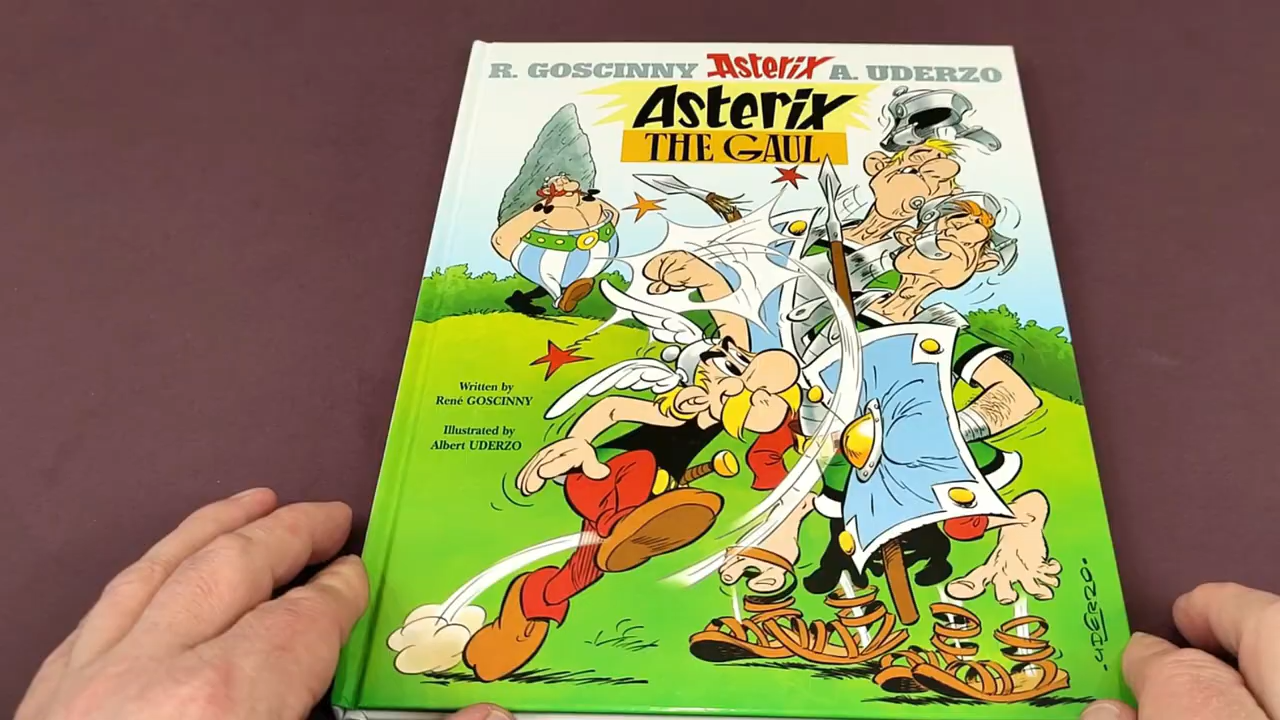 R. GOSCINNY Asterix A. UDERZO
Asterix
THE GAUL
Written by
René GOSCINNY
Illustrated by
Albert UDERZO
UDERZO